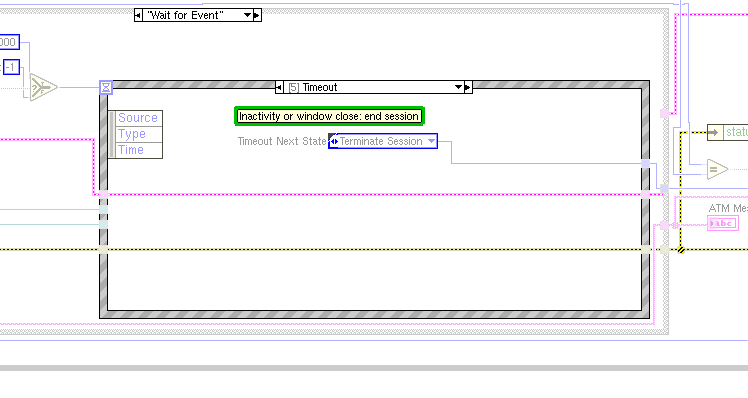 "Wait for Event"
000
-1
[5] Timeout
Source
Type
Time
Inactivity or window close: end session
Timeout Next State
Terminate Session
statu
=
ATM Mes
abc